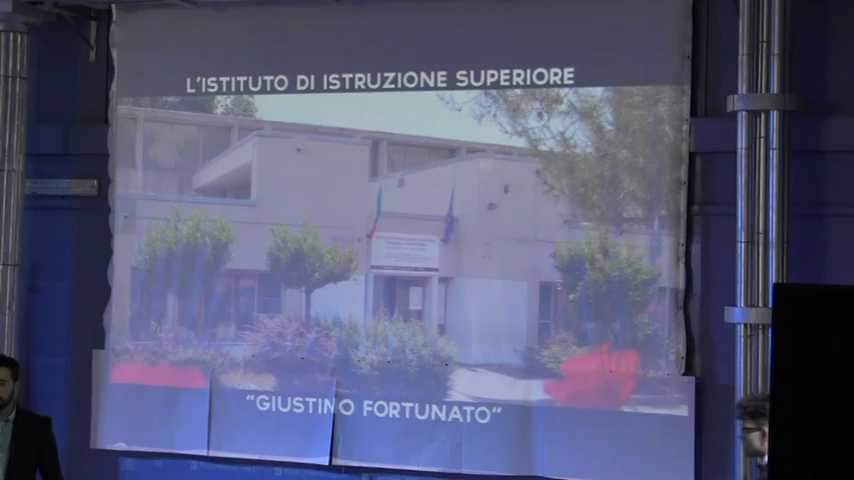 L'ISTITUTO DI ISTRUZIONE SUPERIORE
"GIUSTINO FORTUNATO"